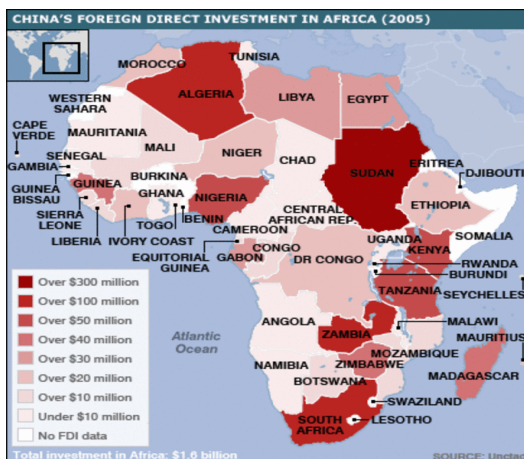 CHINA'S FOREIGN DIRECT INVESTMENT IN AFRICA (2005)
TUNISIA
MOROCCO
ALGERIA
LIBYA
EGYPT
WESTERN
SAHARA
CAPE
VERDE
MAURITANIA
MALI
NIGER
CHAD
SUDAN
ERITREA
DJIBOUTI
SENEGAL
GAMBIA
BURKINA
GUINEA
GUINEA
BISSAU
GHANA
NIGERIA
ETHIOPIA
SIERRA
LEONE
TOGO
BENIN
CENTRAL
AFRICAN REP.
SOMALIA
LIBERIA
IVORY COAST
CAMEROON
UGANDA
KENYA
EQUITORIAL
GUINEA
CONGO
GABON
DR CONGO
RWANDA
BURUNDI
TANZANIA
SEYCHELLES
Over $300 million
Over $100 million
Over $50 million
Over $40 million
Over $30 million
Over $20 million
Over $10 million
Under $10 million
No FDI data
Atlantic
Ocean
ANGOLA
ZAMBIA
MALAWI
MAURITIUS
MOZAMBIQUE
ZIMBABWE
NAMIBIA
MADAGASCAR
BOTSWANA
SWAZILAND
SOUTH
AFRICA
LESOTHO
Total investment in Africa: $1.6 billion
SOURCE: Unctad